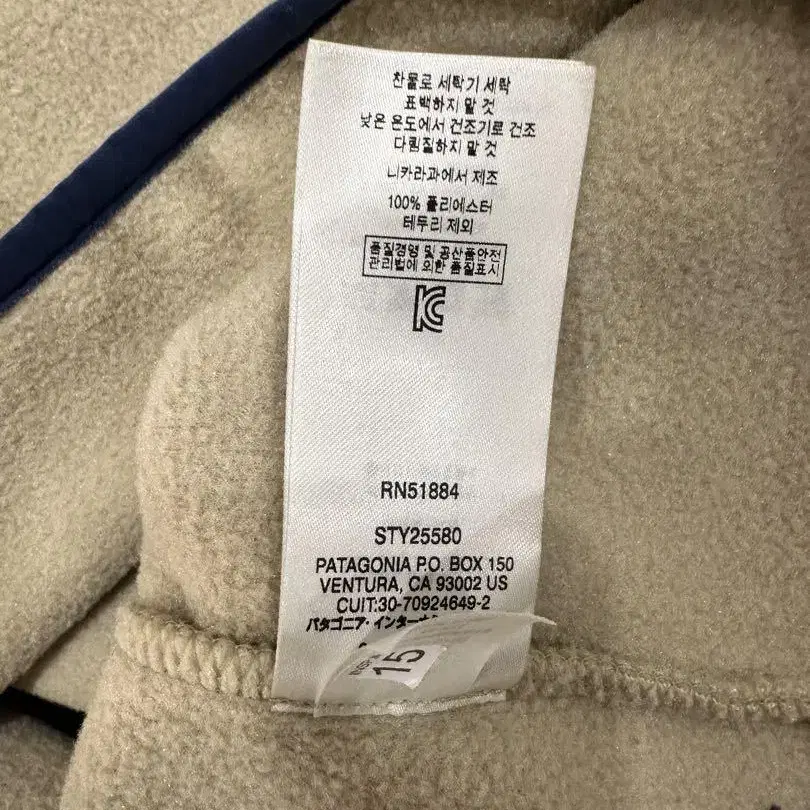 찬물로 세탁기 세탁
표백하지 말 것
낮은 온도에서 건조기로 건조
다림질하지 말 것
니카라과에서 제조
100% 폴리에스터
테두리 제외
품질경영 및 공산품안전
관리법에 의한 품질표시
RN51884
STY25580
PATAGONIA P.O. BOX 150
VENTURA, CA 93002 US
CUIT:30-70924649-2
パタゴニア・インターナ
15